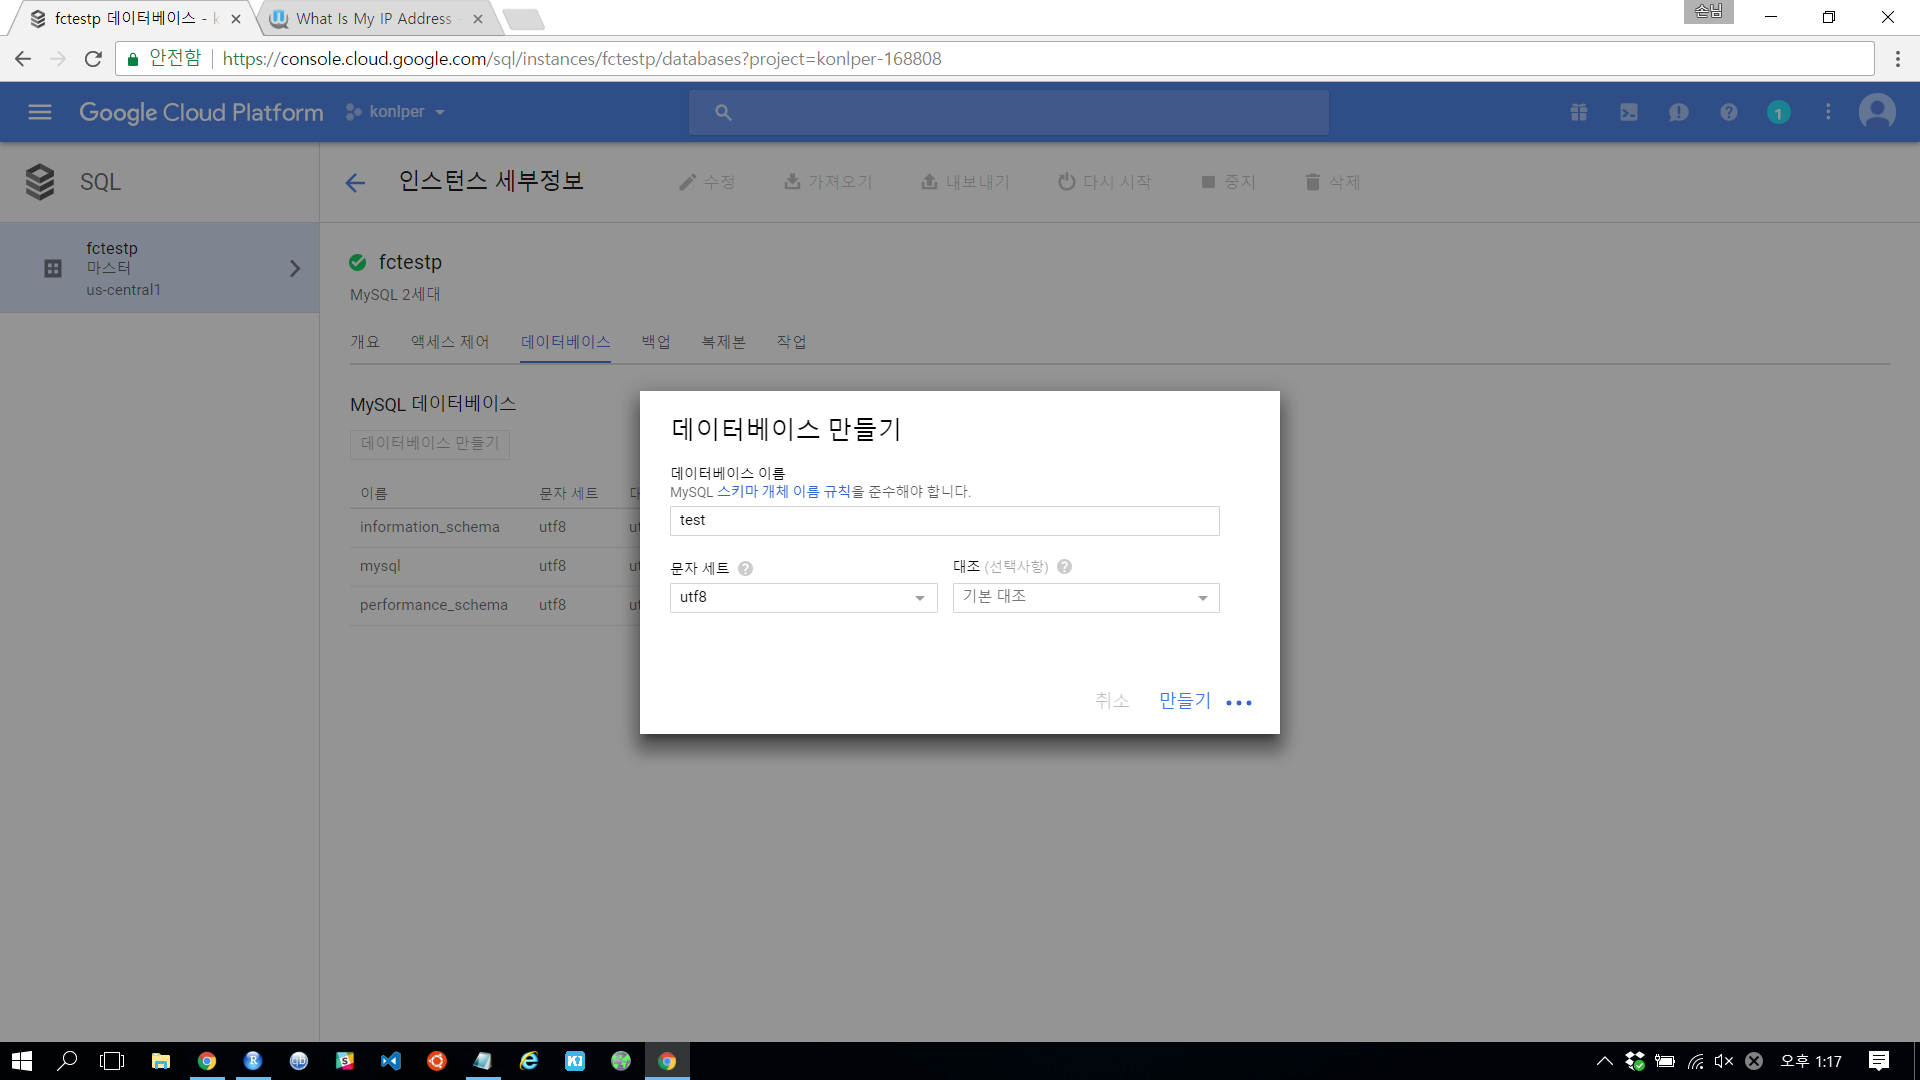 fctestp 데이터베이스 - k
What Is My IP Address
손님
안전함
https://console.cloud.google.com/sql/instances/fctestp/databases?project=konlper-168808
Google Cloud Platform
konlper
1
SQL
인스턴스 세부정보
수정
가져오기
내보내기
다시 시작
중지
삭제
fctestp
마스터
us-central1
fctestp
MySQL 2세대
개요
액세스 제어
데이터베이스
백업
복제본
작업
MySQL 데이터베이스
데이터베이스 만들기
이름
문자 세트
information_schema
utf8
ut
mysql
utf8
ut
performance_schema
utf8
ut
데이터베이스 만들기
데이터베이스 이름
MySQL 스키마 개체 이름 규칙을 준수해야 합니다.
test
문자 세트
대조 (선택사항)
utf8
기본 대조
취소
만들기
오후 1:17